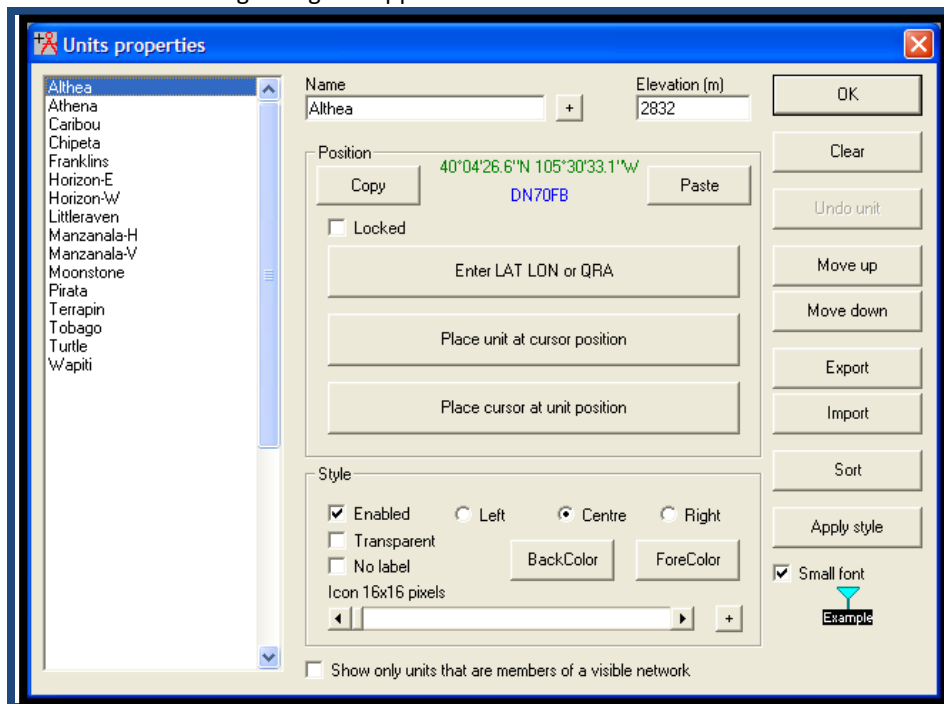 Units properties
Althea
Athena
Caribou
Chipeta
Franklins
Horizon-E
Horizon-W
Littleraven
Manzanala-H
Manzanala-V
Moonstone
Pirata
Terrapin
Tobago
Turtle
Wapiti
Name
Elevation (m)
Althea
+
2832
Position
40°04'26.6"N 105°30'33.1"W
Copy
DN70FB
Paste
Locked
Enter LAT LON or QRA
Place unit at cursor position
Place cursor at unit position
Style
Enabled
Left
Centre
Right
Transparent
No label
BackColor
ForeColor
Icon 16x16 pixels
+
Show only units that are members of a visible network
OK
Clear
Undo unit
Move up
Move down
Export
Import
Sort
Apply style
Small font
Example